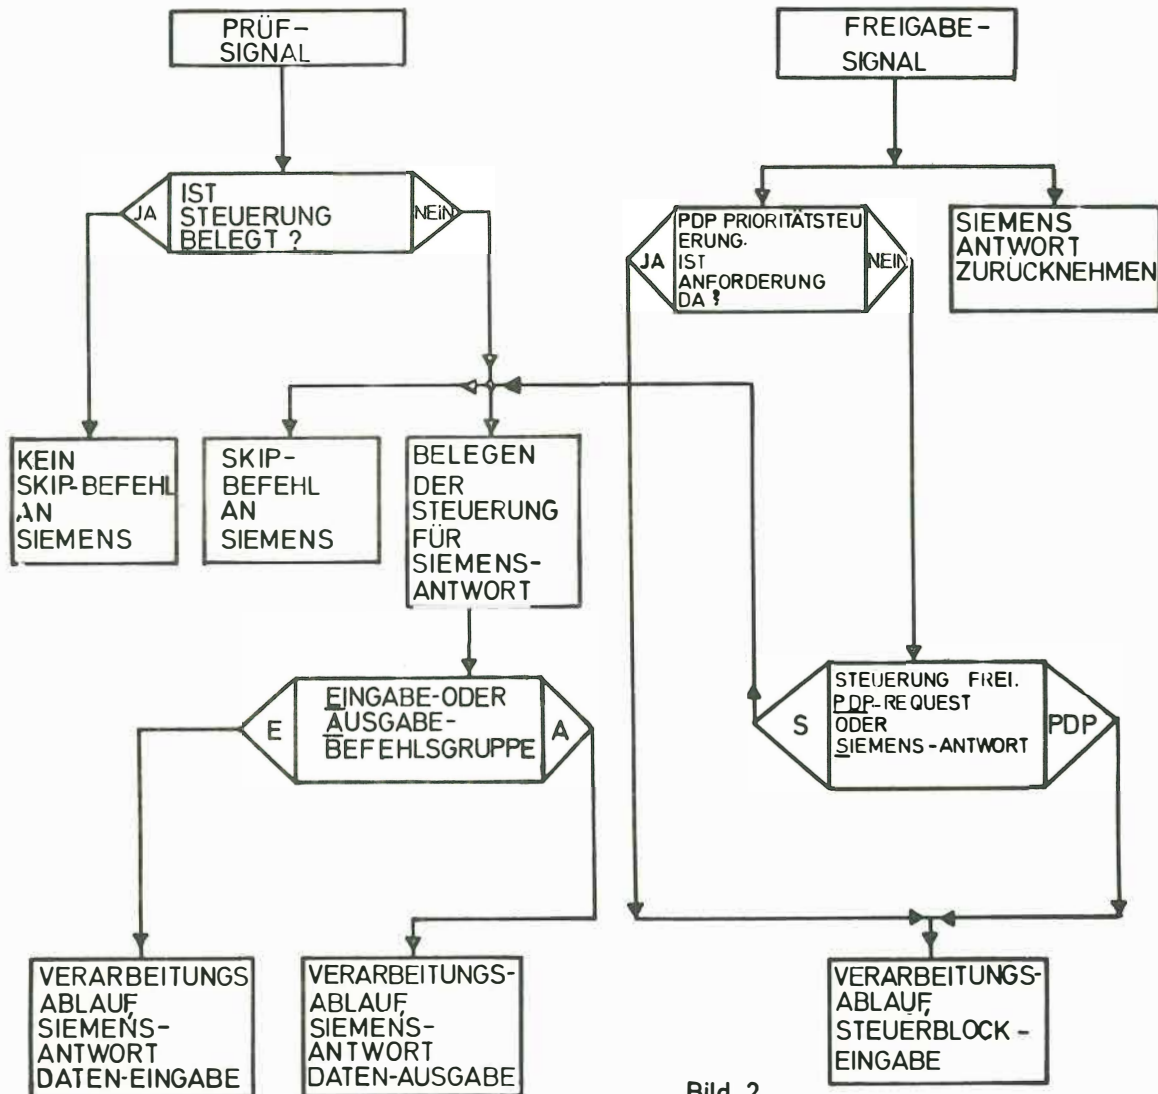 PRÜF-
SIGNAL
FREIGABE-
SIGNAL
JA
IST
STEUERUNG
BELEGT ?
NEIN
JA
PDP PRIORITÄTSTEU
ERUNG.
IST
ANFORDERUNG
DA ?
NEIN
SIEMENS
ANTWORT
ZURÜCKNEHMEN
KEIN
SKIP-BEFEHL
AN
SIEMENS
SKIP-
BEFEHL
AN
SIEMENS
BELEGEN
DER
STEUERUNG
FÜR
SIEMENS-
ANTWORT
E
EINGABE-ODER
AUSGABE-
BEFEHLSGRUPPE
A
S
STEUERUNG FREI.
PDP-REQUEST
ODER
SIEMENS-ANTWORT
PDP
VERARBEITUNGS
ABLAUF,
SIEMENS-
ANTWORT
DATEN-EINGABE
VERARBEITUNGS-
ABLAUF,
SIEMENS-
ANTWORT
DATEN-AUSGABE
VERARBEITUNGS-
ABLAUF,
STEUERBLOCK-
EINGABE
Bild 2